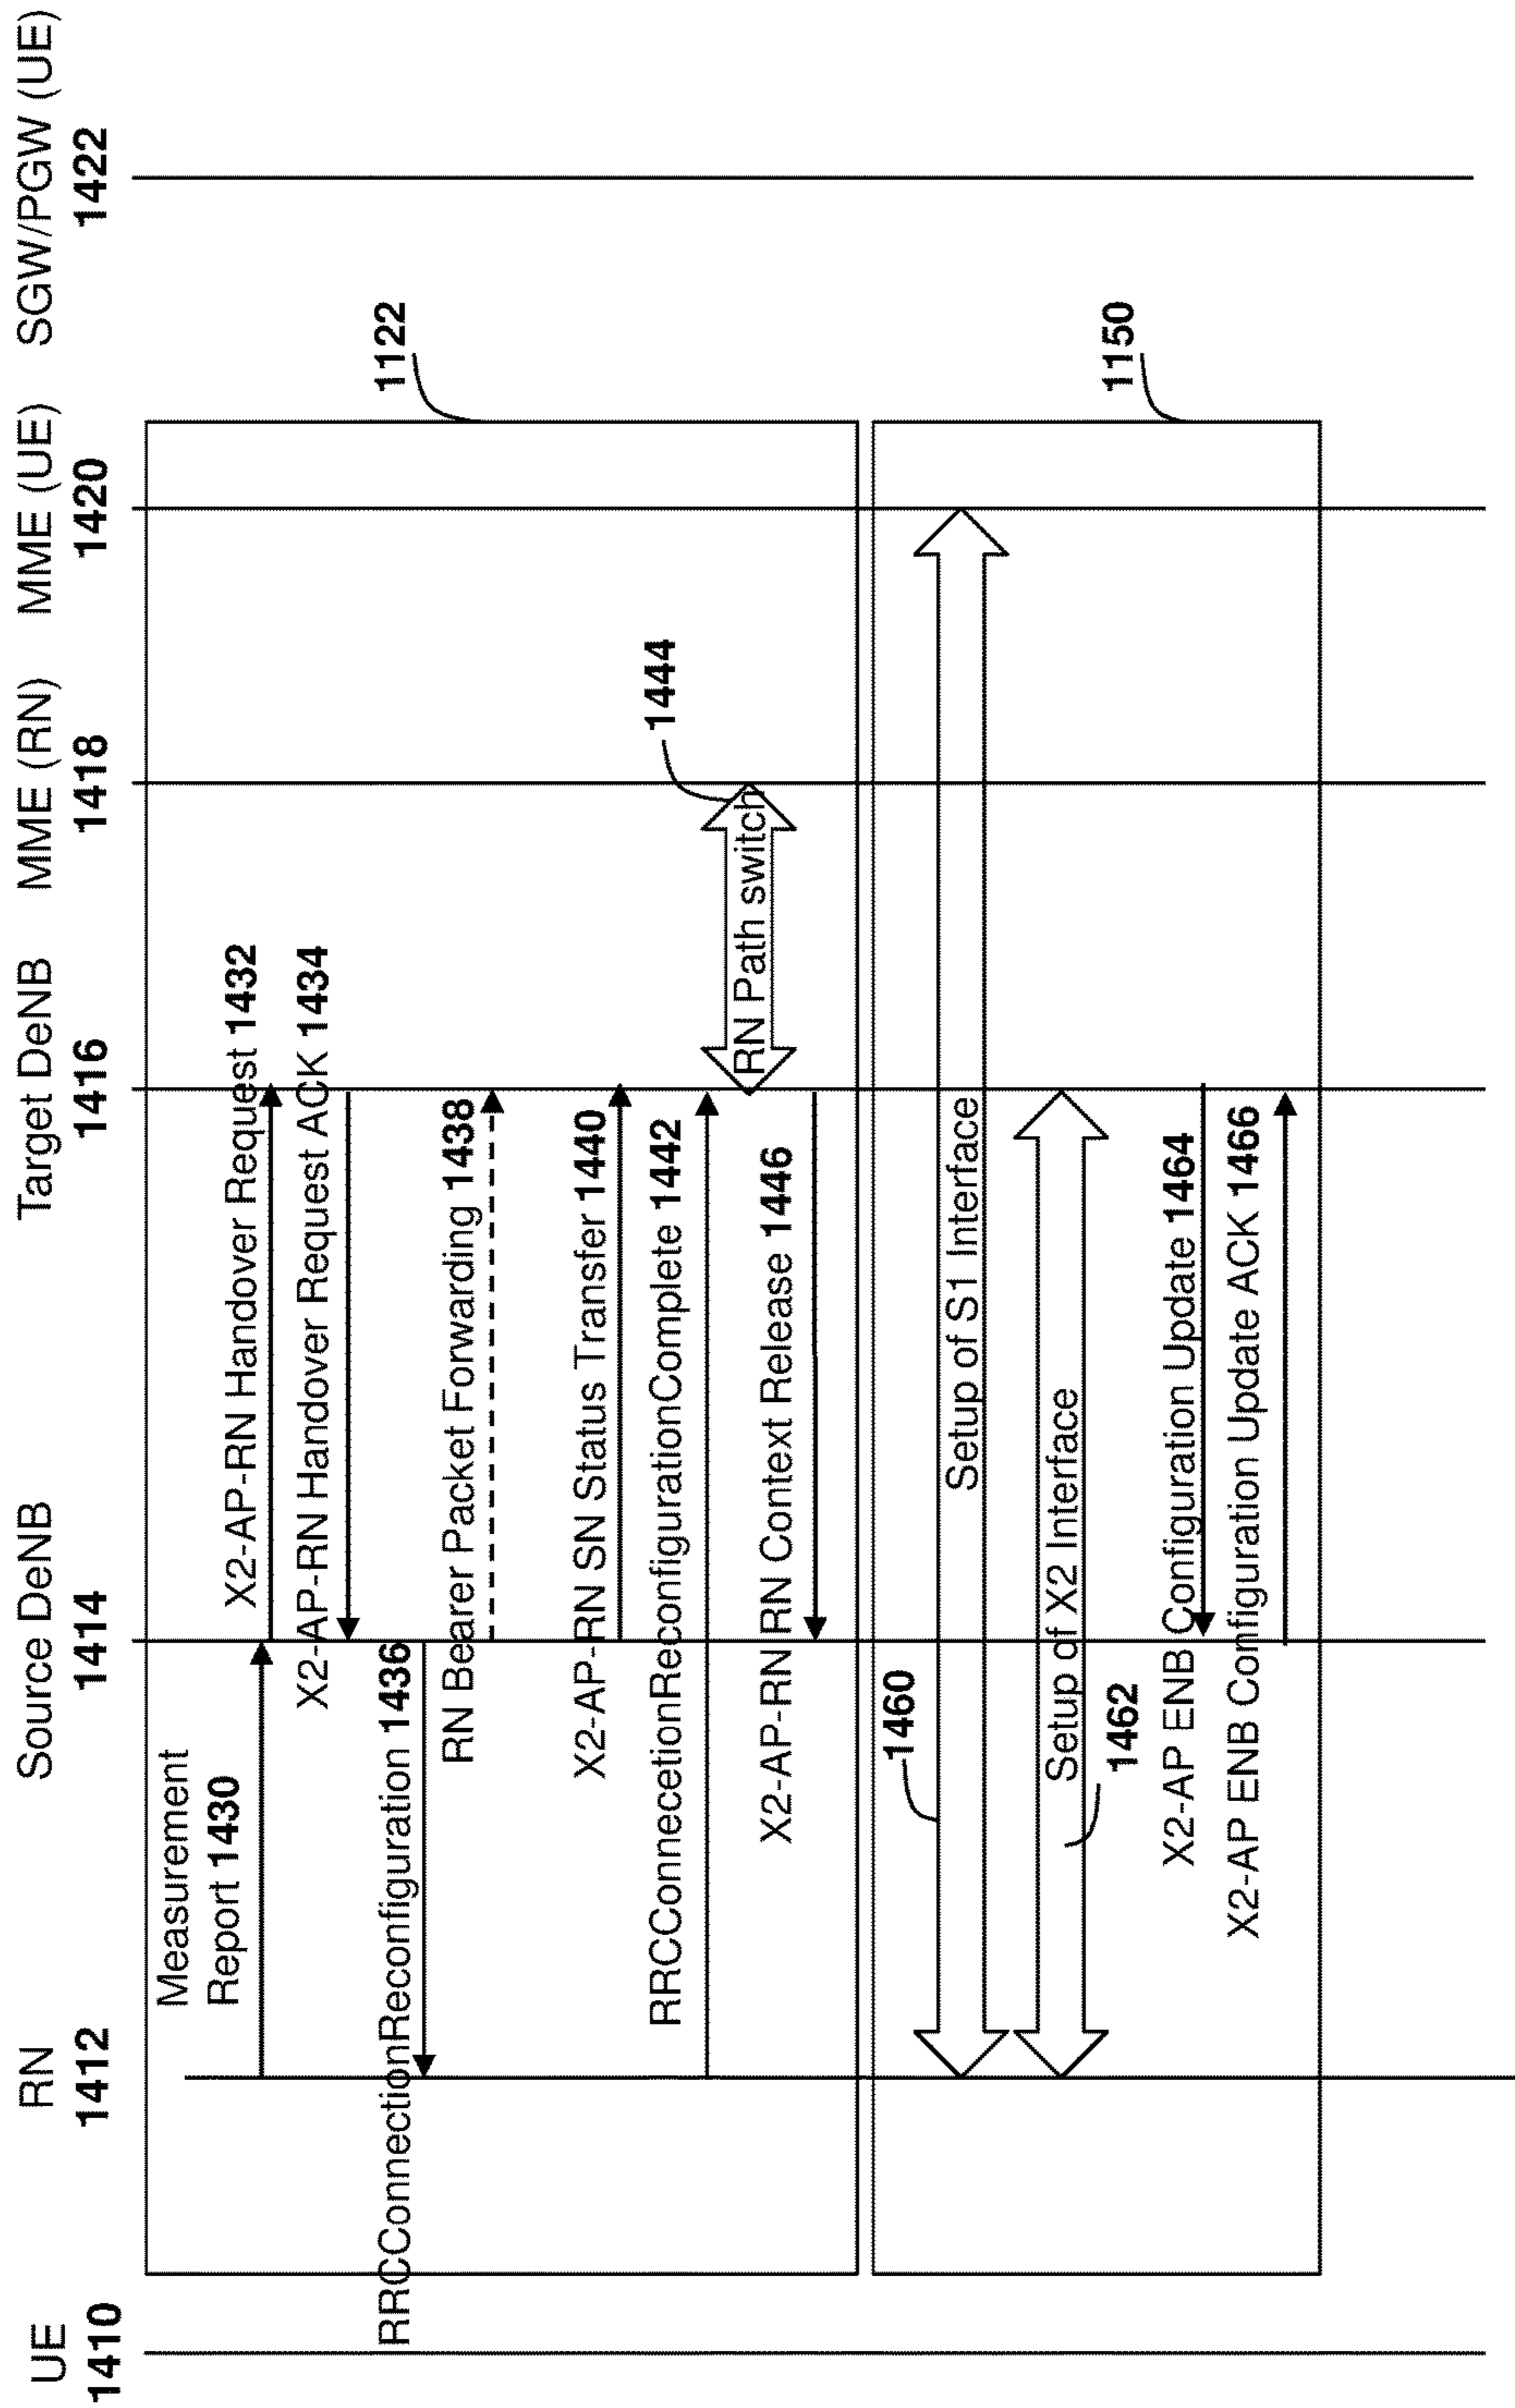 UE
1410
RN
1412
Source DeNB
1414
Target DeNB
1416
MME (RN)
1418
MME (UE)
1420
SGW/PGW (UE)
1422
1122
Measurement
Report 1430
X2-AP-RN Handover Request 1432
X2-AP-RN Handover Request ACK 1434
RRCConnectionReconfiguration 1436
RN Bearer Packet Forwarding 1438
X2-AP-RN SN Status Transfer 1440
RRCConnecetionReconfigurationComplete 1442
1444
RN Path switch
X2-AP-RN RN Context Release 1446
1150
1460
Setup of S1 Interface
Setup of X2 Interface
1462
X2-AP ENB Configuration Update 1464
X2-AP ENB Configuration Update ACK 1466